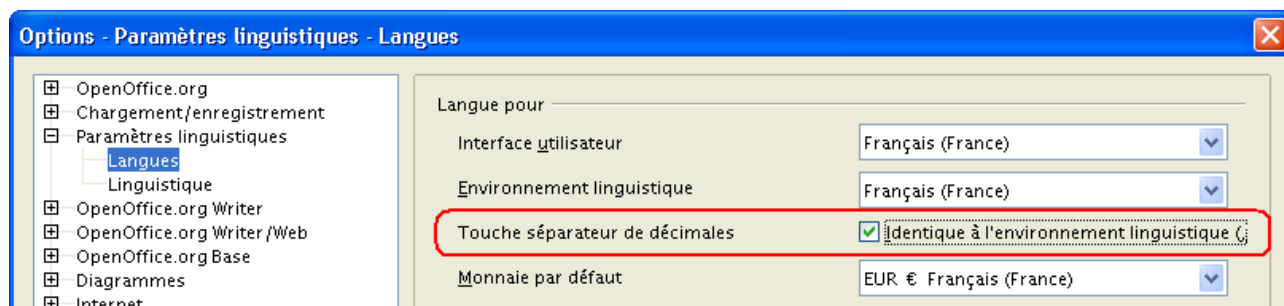 Options - Paramètres linguistiques - Langues
OpenOffice.org
Chargement/enregistrement
Paramètres linguistiques
Langues
Linguistique
OpenOffice.org Writer
OpenOffice.org Writer/Web
OpenOffice.org Base
Diagrammes
Internet
Langue pour
Interface utilisateur
Français (France)
Environnement linguistique
Français (France)
Touche séparateur de décimales
Identique à l'environnement linguistique (,
Monnaie par défaut
EUR € Français (France)